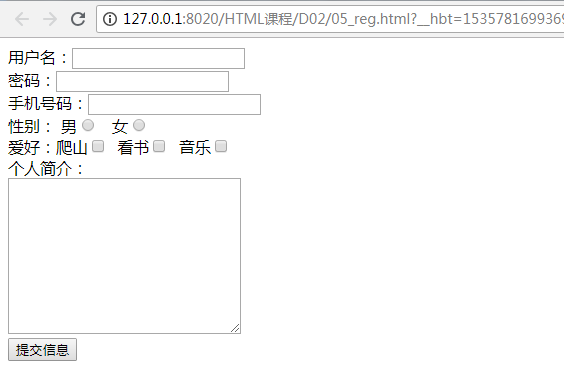 127.0.0.1:8020/HTML课程/D02/05_reg.html?__hbt=1535781699369
用户名：
密码：
手机号码：
性别： 男 女
爱好：爬山 看书 音乐
个人简介：
提交信息